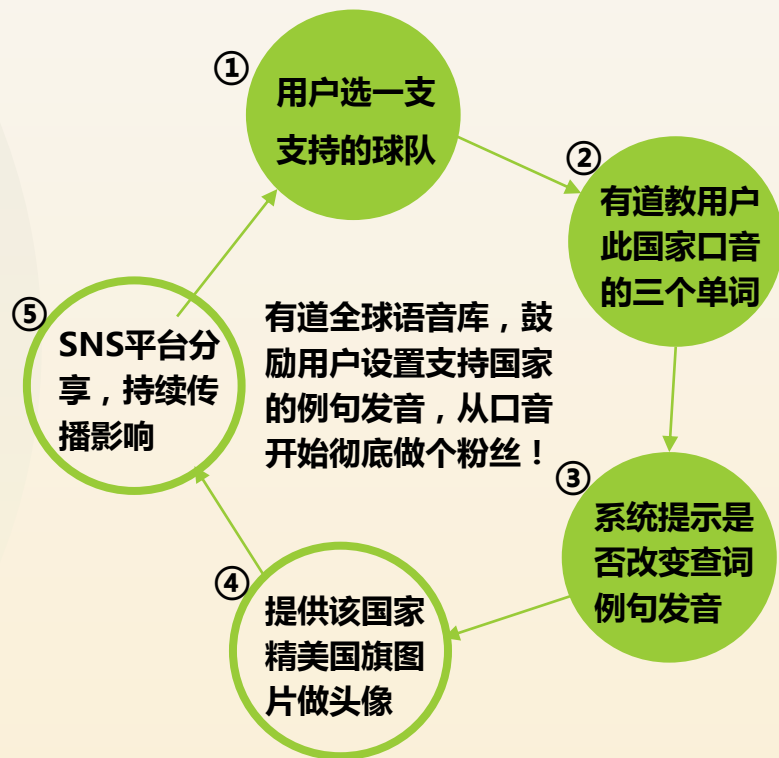 ①
用户选一支
支持的球队
②
有道教用户
此国家口音
的三个单词
③
系统提示是
否改变查词
例句发音
④
提供该国家
精美国旗图
片做头像
⑤
SNS平台分
享，持续传
播影响
有道全球语音库，鼓
励用户设置支持国家
的例句发音，从口音
开始彻底做个粉丝！